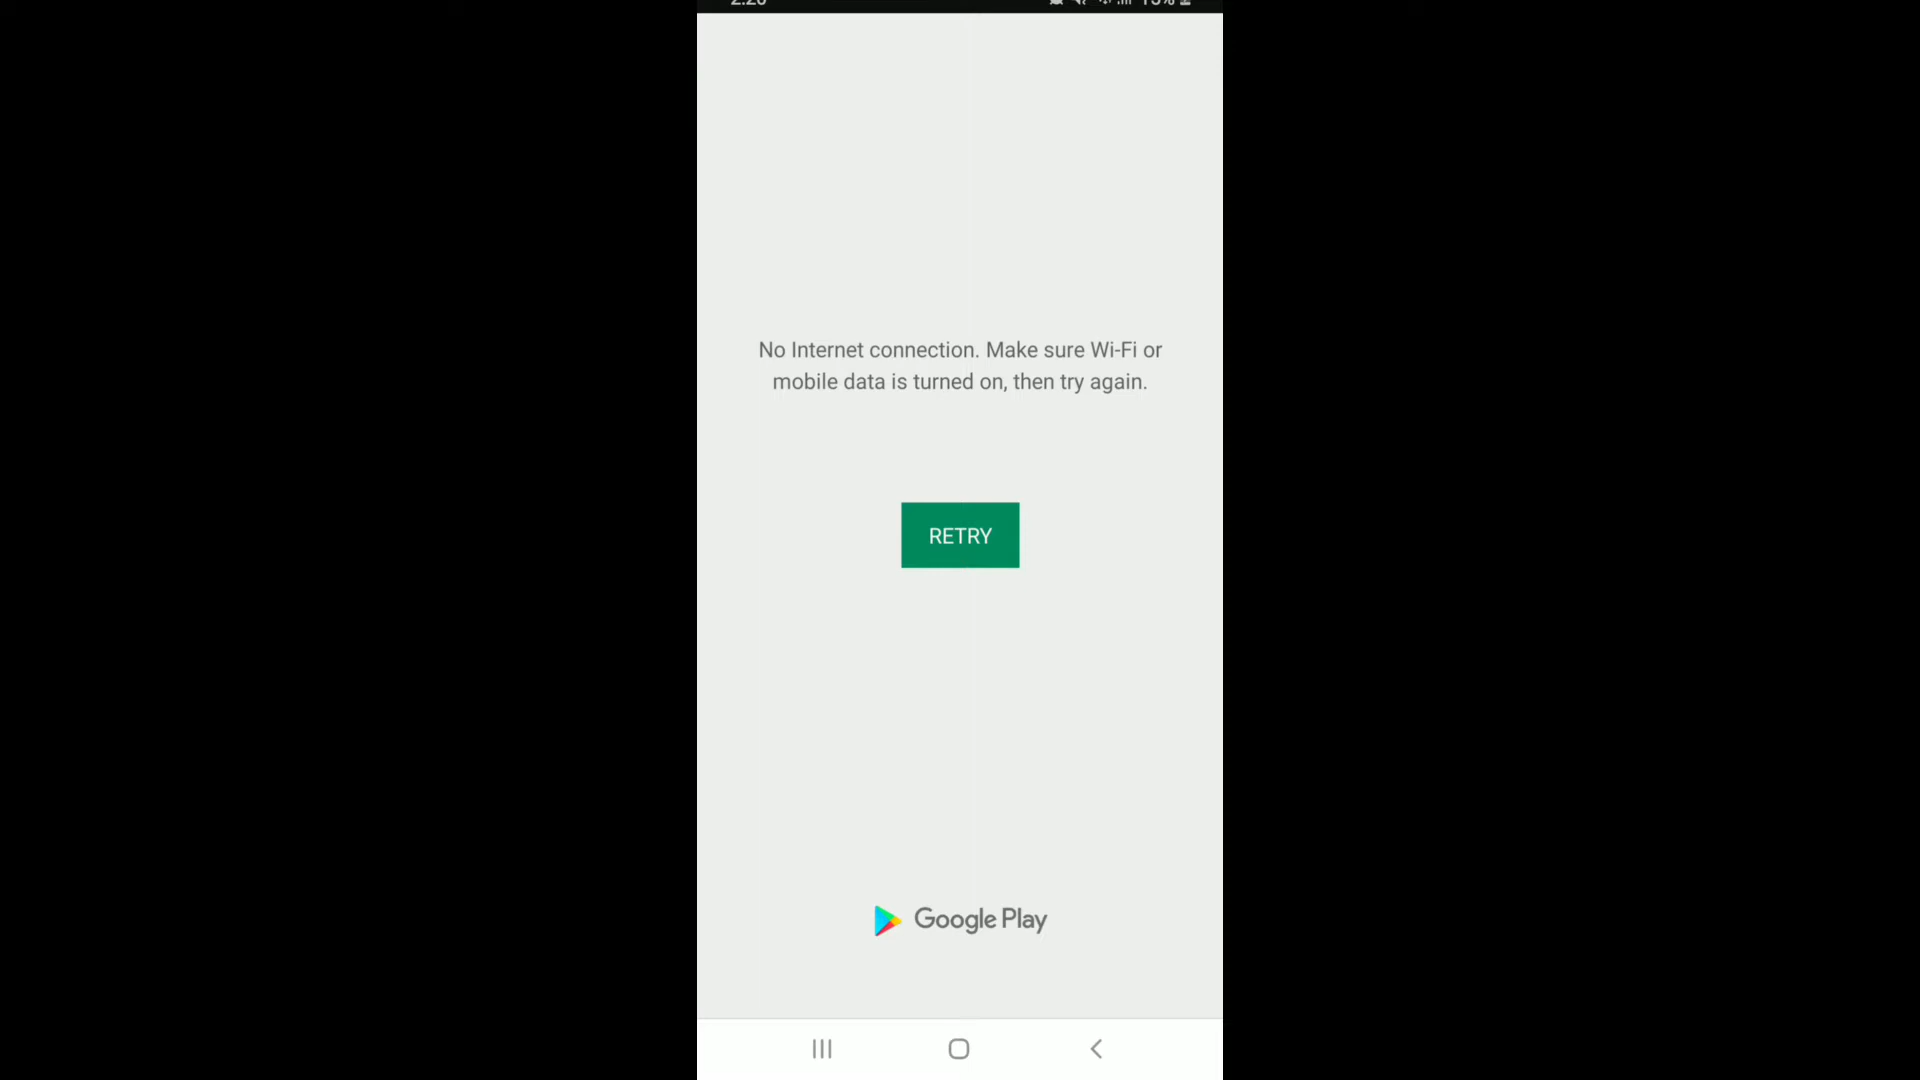 No Internet connection. Make sure Wi-Fi or
mobile data is turned on, then try again.
RETRY
Google Play